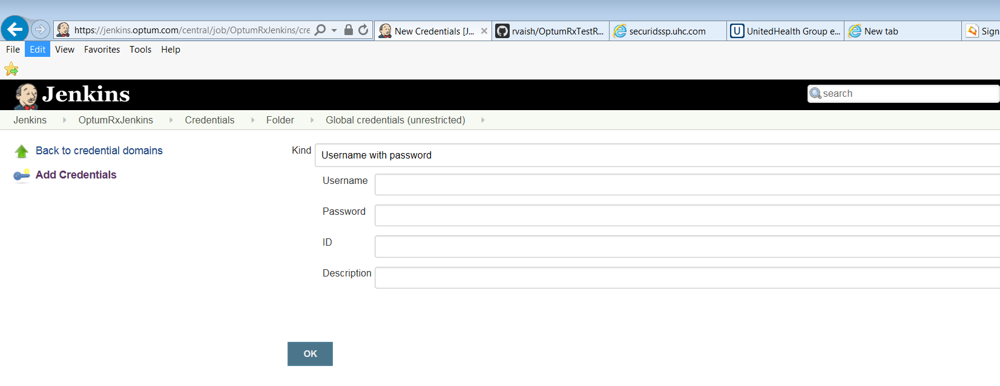 https://jenkins.optum.com/central/job/OptumRxJenkins/cre
New Credentials [J...
rvaish/OptumRxTestR...
securidssp.uhc.com
U UnitedHealth Group e...
New tab
Sign
File Edit View Favorites Tools Help
Jenkins
search
Jenkins OptumRxJenkins Credentials Folder Global credentials (unrestricted)
Back to credential domains
Add Credentials
Kind Username with password
Username
Password
ID
Description
OK